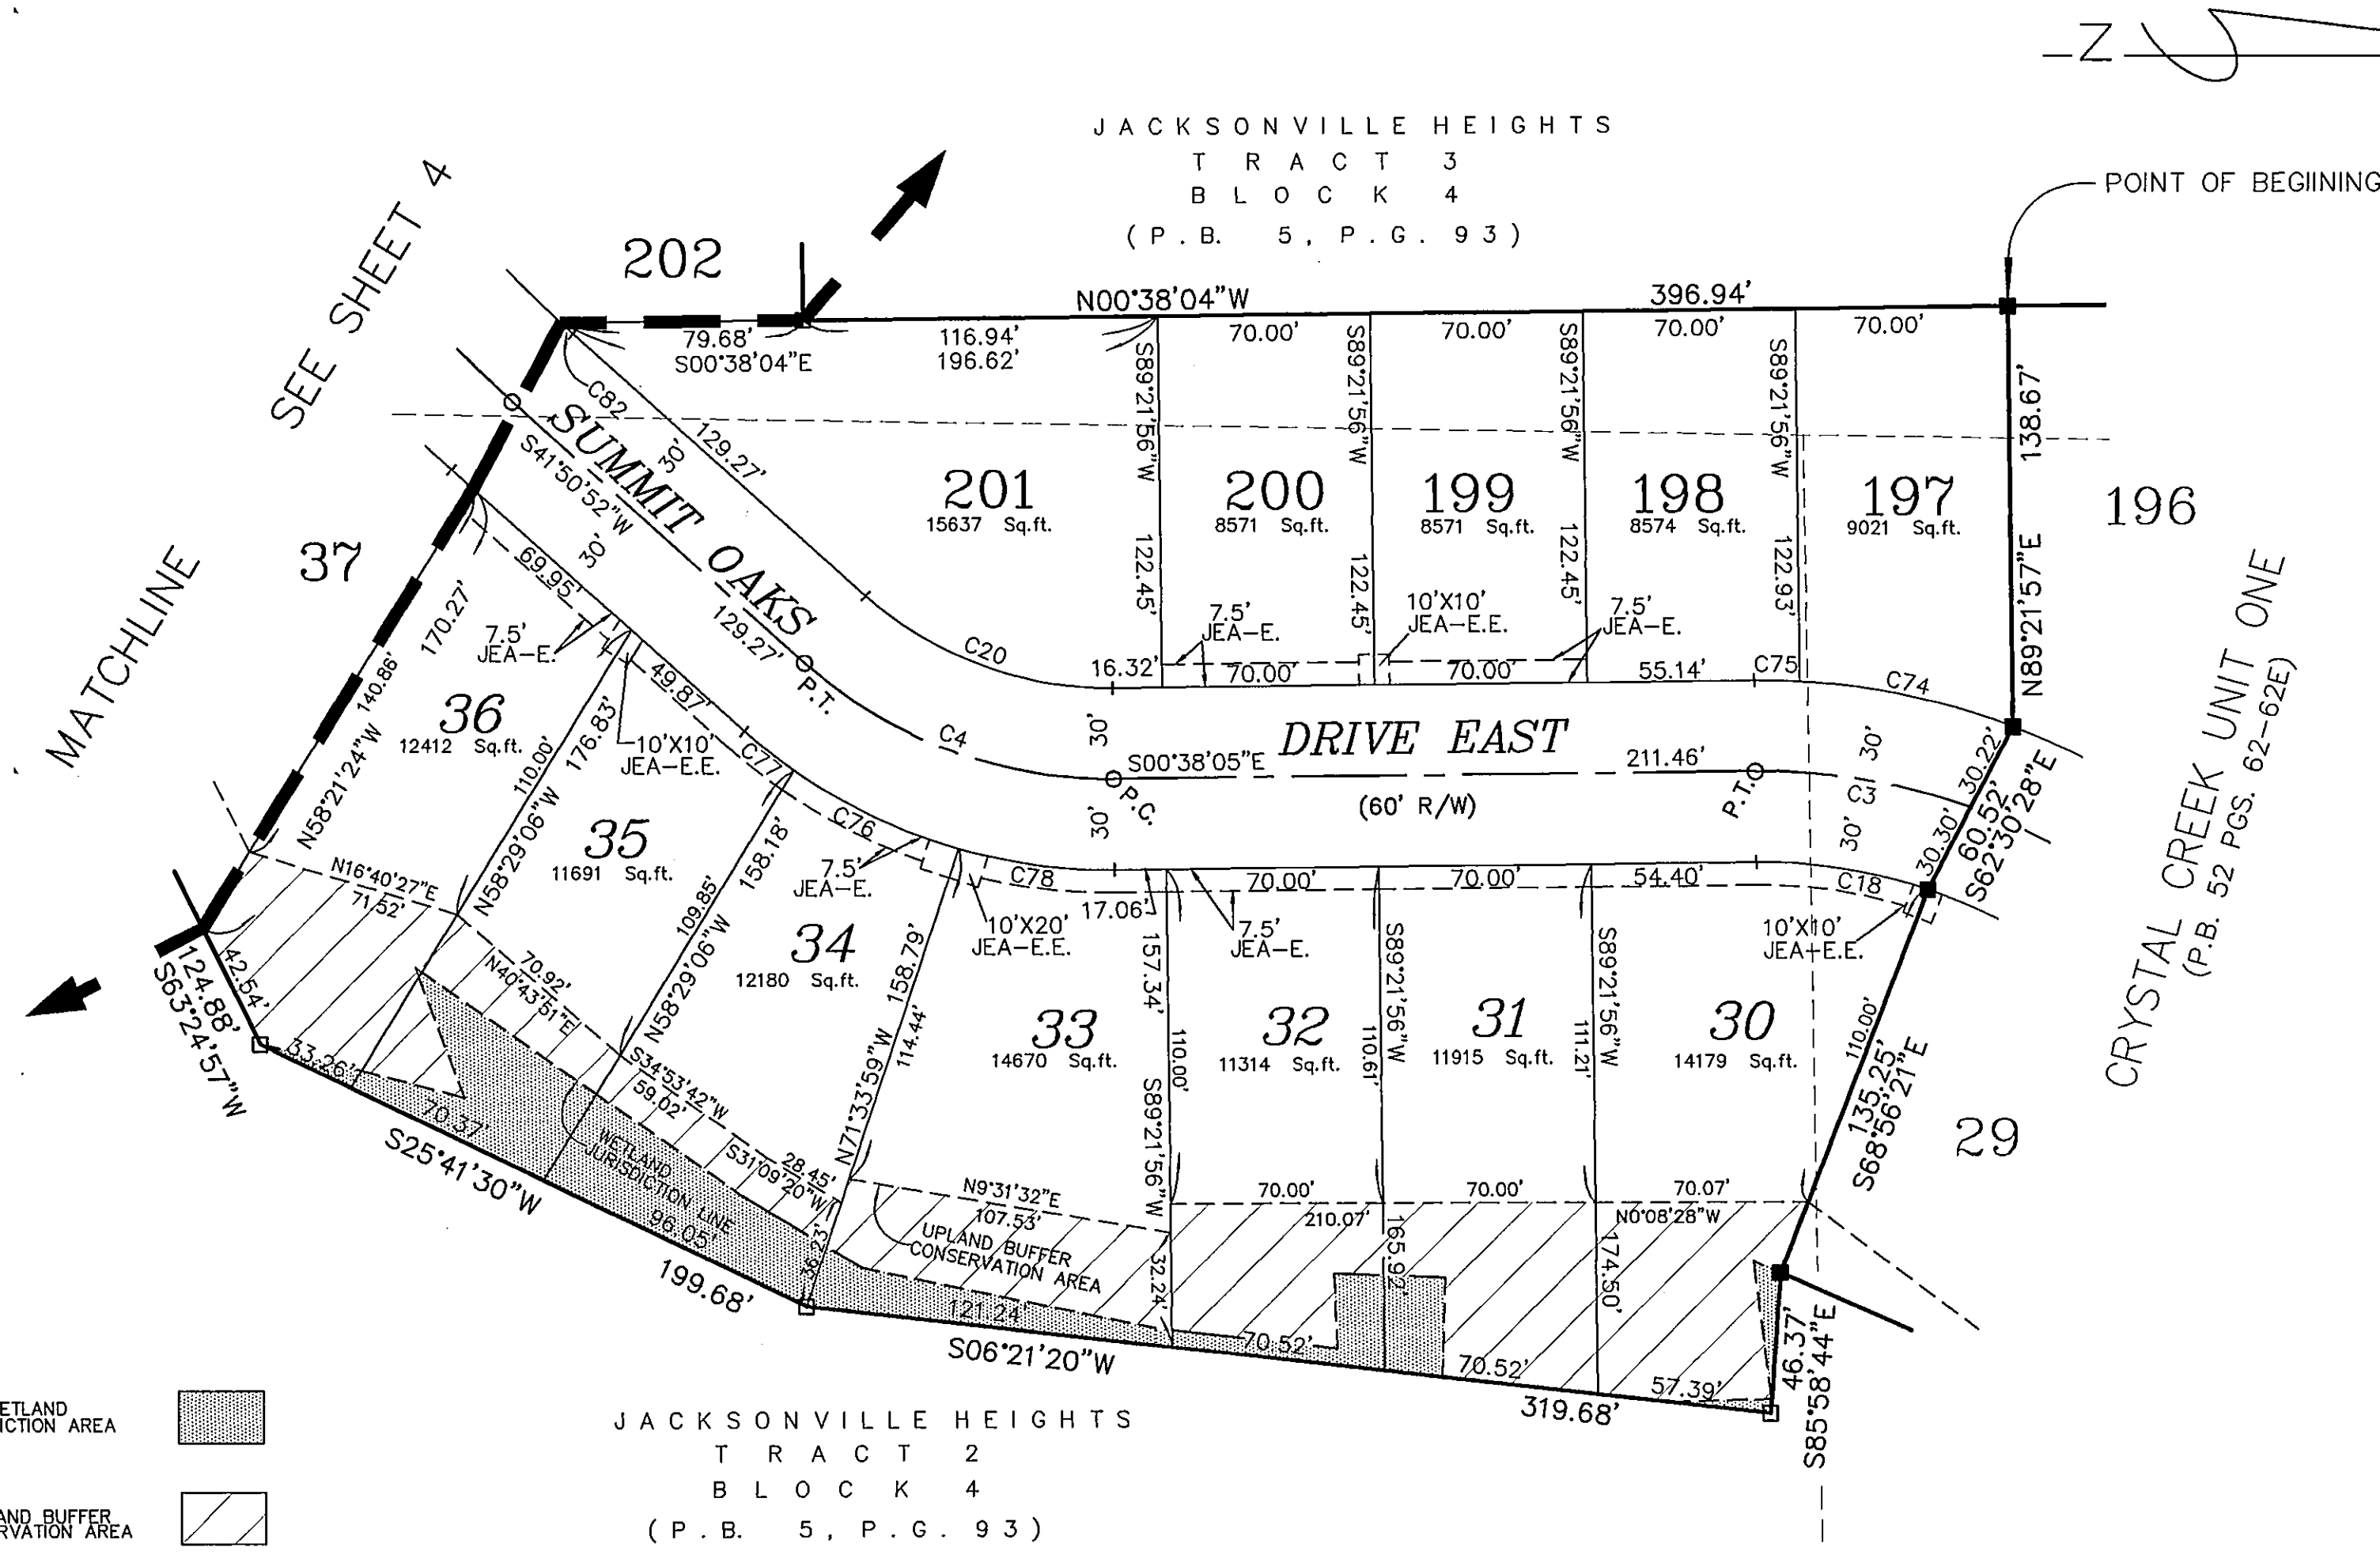 Z
JACKSONVILLE HEIGHTS
TRACT 3
BLOCK 4
(P.B. 5, P.G. 93)
POINT OF BEGIINING
SEE SHEET 4
MATCHLINE
202
N00°38'04"W
396.94'
79.68'
S00°38'04"E
116.94'
196.62'
70.00'
70.00'
70.00'
70.00'
C82
129.27'
30'
SUMMIT OAKS
S41°50'52"W
30'
129.27'
P.T.
S89°21'56"W
122.45'
S89°21'56"W
122.45'
S89°21'56"W
122.45'
S89°21'56"W
122.93'
138.67'
N89°21'57"E
201
15637 Sq.ft.
200
8571 Sq.ft.
199
8571 Sq.ft.
198
8574 Sq.ft.
197
9021 Sq.ft.
196
37
7.5'
JEA-E.
10'X10'
JEA-E.E.
7.5'
JEA-E.
C20
16.32'
70.00'
70.00'
55.14'
C75
C74
C4
30'
S00°38'05"E
DRIVE EAST
211.46'
(60' R/W)
P.C.
30'
P.T.
C3
30'
30'
30.22'
30.30'
60.52'
S62°30'28"E
CRYSTAL CREEK UNIT ONE
(P.B. 52 PGS. 62-62E)
69.95'
7.5'
JEA-E.
49.87'
10'X10'
JEA-E.E.
C77
C76
7.5'
JEA-E.
C78
10'X20'
JEA-E.E.
17.06'
7.5'
JEA-E.
70.00'
70.00'
54.40'
C18
10'X10'
JEA-E.E.
170.27'
140.86'
N58°21'24"W
36
12412 Sq.ft.
110.00'
176.83'
N58°29'06"W
35
11691 Sq.ft.
109.85'
158.18'
N58°29'06"W
34
12180 Sq.ft.
158.79'
114.44'
N71°33'59"W
36.23'
33
14670 Sq.ft.
157.34'
110.00'
S89°21'56"W
32.24'
32
11314 Sq.ft.
S89°21'56"W
110.61'
165.92'
31
11915 Sq.ft.
S89°21'56"W
111.21'
174.50'
30
14179 Sq.ft.
110.00'
135.25'
S68°56'21"E
29
N16°40'27"E
71.52'
70.92'
N40°43'51"E
S34°53'42"W
59.02'
28.45'
S31°09'20"W
N9°31'32"E
107.53'
UPLAND BUFFER
CONSERVATION AREA
WETLAND
JURISDICTION LINE
70.00'
70.00'
70.07'
210.07'
N0°08'28"W
42.54'
124.88'
S63°24'57"W
33.26'
70.37'
S25°41'30"W
96.05'
199.68'
121.24'
S06°21'20"W
70.52'
70.52'
57.39'
319.68'
46.37'
S85°58'44"E
ETLAND
ICTION AREA
AND BUFFER
RVATION AREA
JACKSONVILLE HEIGHTS
TRACT 2
BLOCK 4
(P.B. 5, P.G. 93)